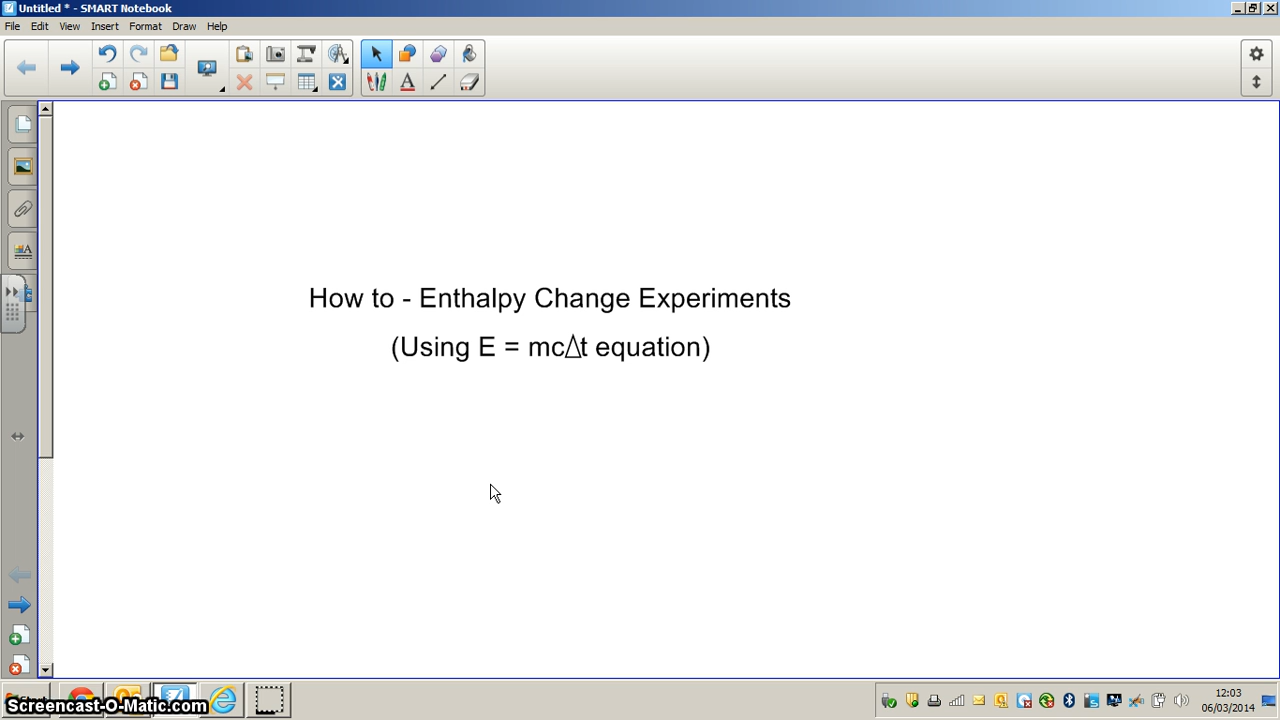 Untitled * - SMART Notebook
File Edit View Insert Format Draw Help
How to - Enthalpy Change Experiments
(Using E = mc∆t equation)
Screencast-O-Matic.com
12:03
06/03/2014